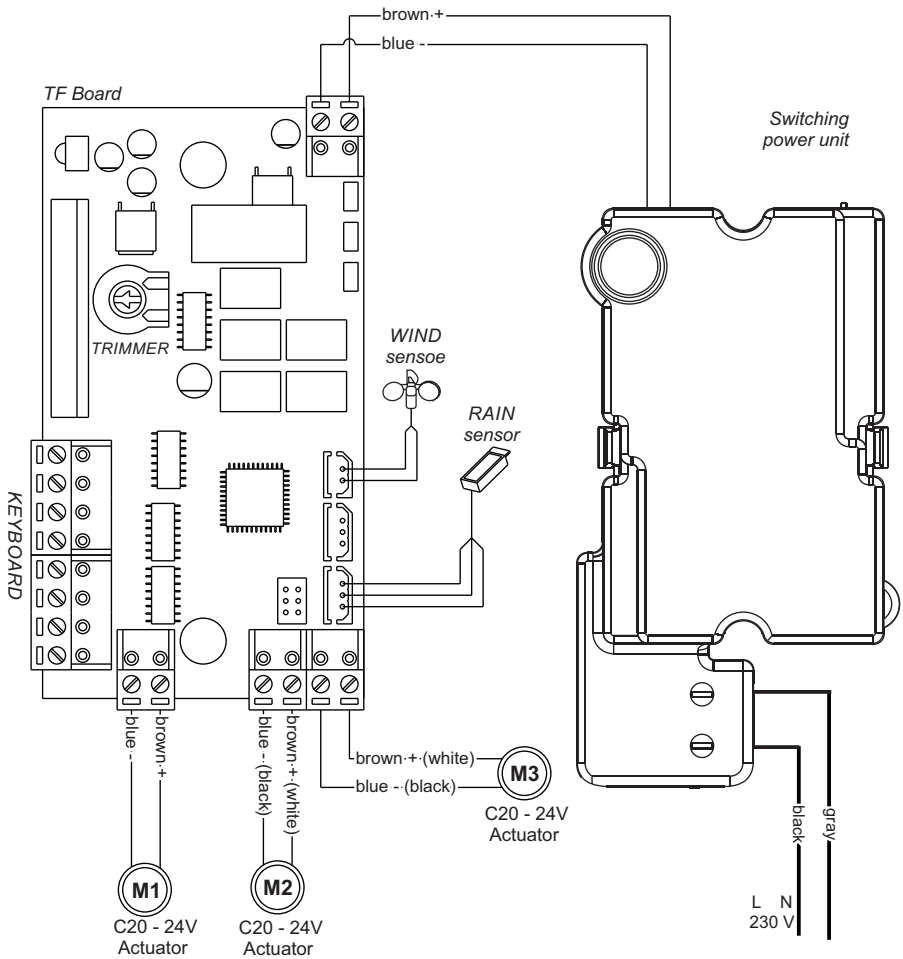 brown +
blue -
TF Board
Switching
power unit
TRIMMER
WIND
sensoe
RAIN
sensor
KEYBOARD
blue -
brown +
blue - (black)
brown + (white)
brown + (white)
blue - (black)
M3
C20 - 24V
Actuator
black
gray
M1
C20 - 24V
Actuator
M2
C20 - 24V
Actuator
L N
230 V